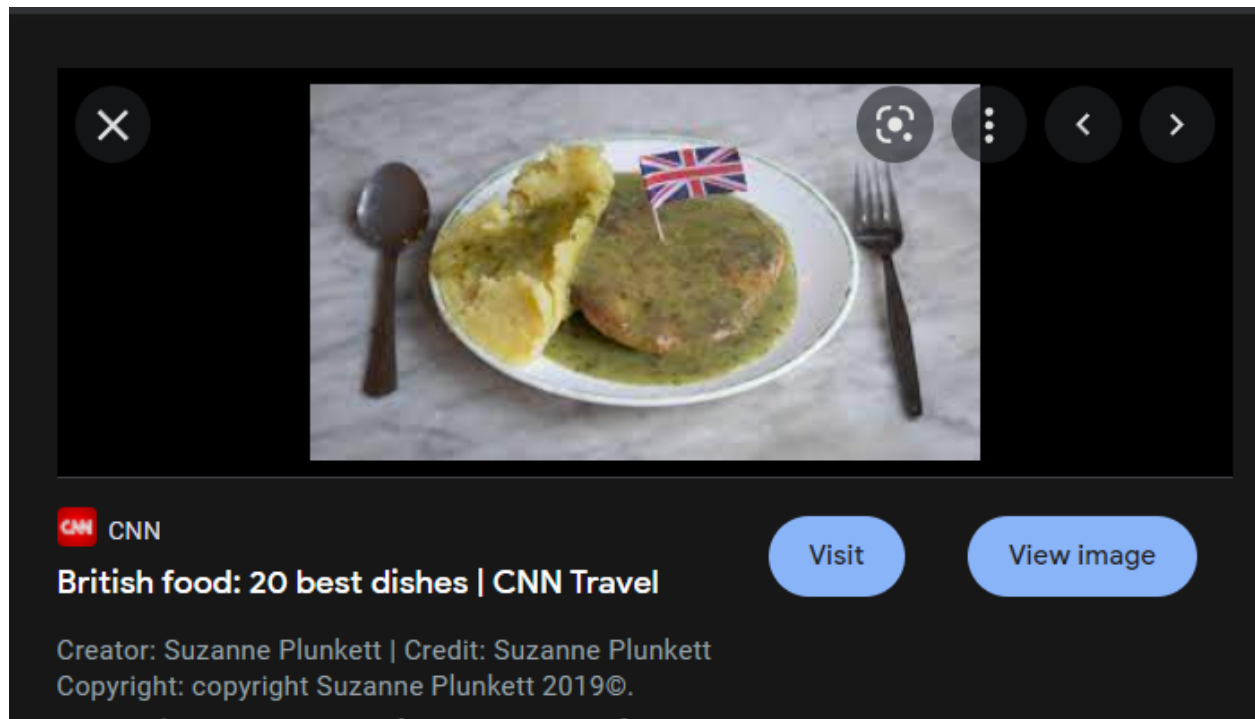 CNN CNN
Visit
View image
British food: 20 best dishes | CNN Travel
Creator: Suzanne Plunkett | Credit: Suzanne Plunkett
Copyright: copyright Suzanne Plunkett 2019©.